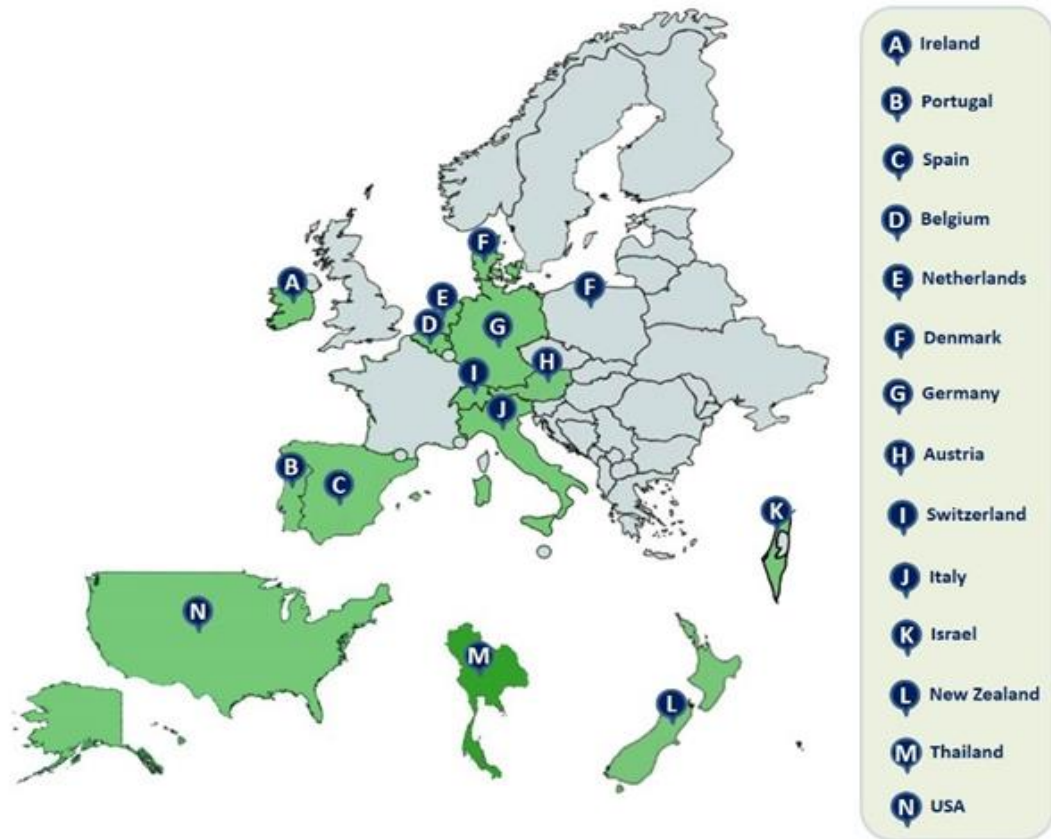 A Ireland
B Portugal
C Spain
D Belgium
E Netherlands
F Denmark
G Germany
H Austria
I Switzerland
J Italy
K Israel
L New Zealand
M Thailand
N USA
F
F
A
E
D
G
H
I
J
B
C
K
N
M
L